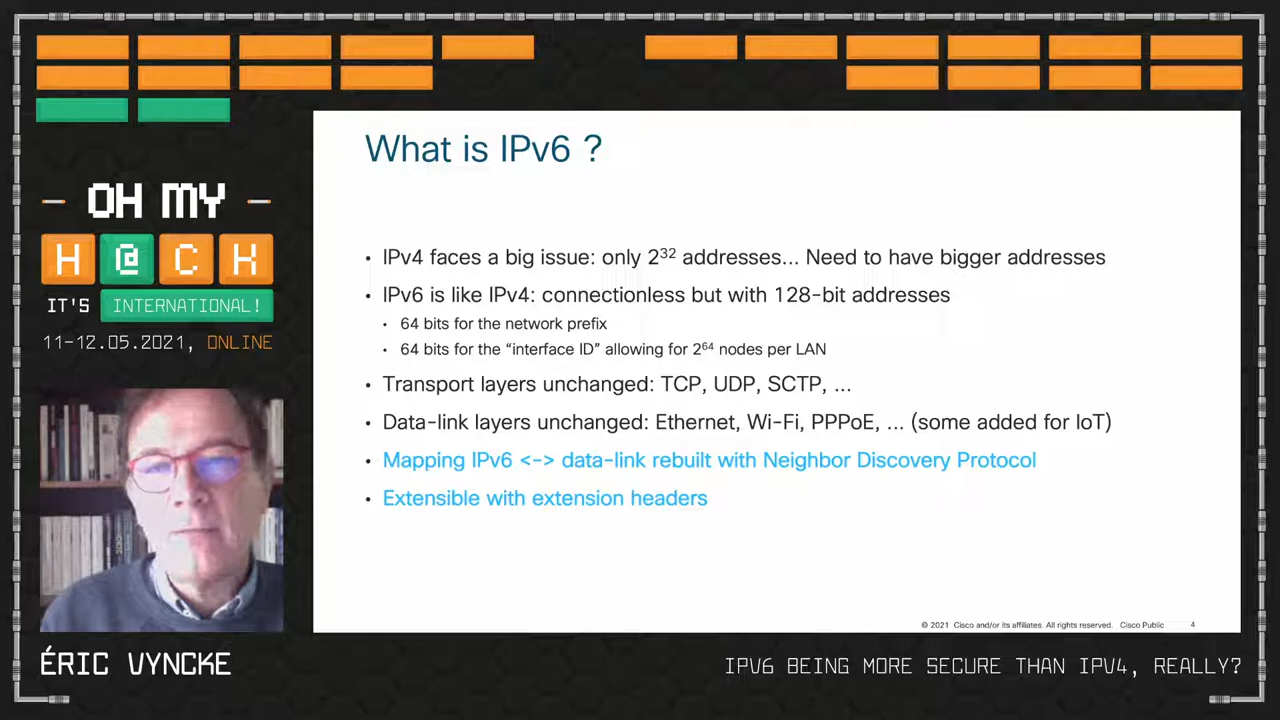 OH MY
H@CK
IT'S INTERNATIONAL!
11-12.05.2021, ONLINE
What is IPv6 ?
• IPv4 faces a big issue: only 2³² addresses... Need to have bigger addresses
• IPv6 is like IPv4: connectionless but with 128-bit addresses
• 64 bits for the network prefix
• 64 bits for the “interface ID” allowing for 2⁶⁴ nodes per LAN
• Transport layers unchanged: TCP, UDP, SCTP, ...
• Data-link layers unchanged: Ethernet, Wi-Fi, PPPoE, ... (some added for IoT)
• Mapping IPv6 <-> data-link rebuilt with Neighbor Discovery Protocol
• Extensible with extension headers
© 2021 Cisco and/or its affiliates. All rights reserved. Cisco Public 4
ÉRIC VYNCKE
IPV6 BEING MORE SECURE THAN IPV4, REALLY?